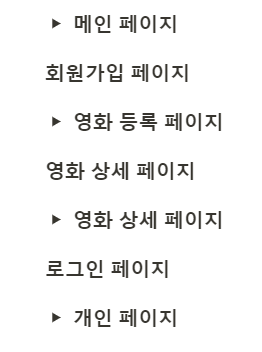 ▶ 메인 페이지
회원가입 페이지
▶ 영화 등록 페이지
영화 상세 페이지
▶ 영화 상세 페이지
로그인 페이지
▶ 개인 페이지